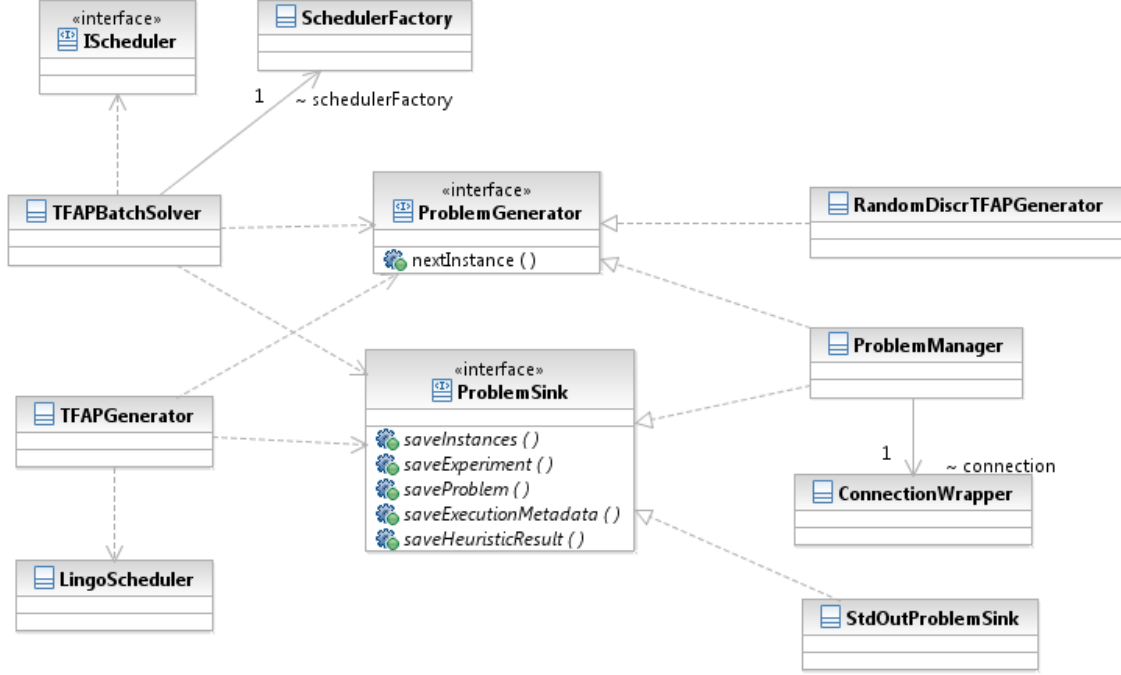 «interface»
IScheduler
SchedulerFactory
1
~ schedulerFactory
TFAPBatchSolver
«interface»
ProblemGenerator
nextInstance ( )
RandomDiscrTFAPGenerator
ProblemManager
«interface»
ProblemSink
saveInstances ( )
saveExperiment ( )
saveProblem ( )
saveExecutionMetadata ( )
saveHeuristicResult ( )
TFAPGenerator
1
~ connection
ConnectionWrapper
LingoScheduler
StdOutProblemSink